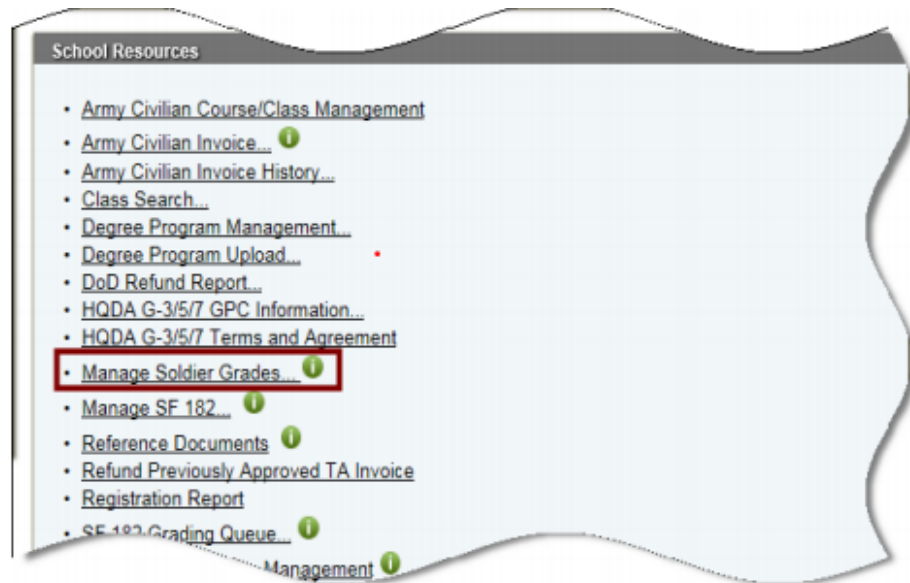 School Resources
Army Civilian Course/Class Management
Army Civilian Invoice...
Army Civilian Invoice History...
Class Search...
Degree Program Management...
Degree Program Upload...
DoD Refund Report...
HQDA G-3/5/7 GPC Information...
HQDA G-3/5/7 Terms and Agreement
Manage Soldier Grades...
Manage SF 182...
Reference Documents
Refund Previously Approved TA Invoice
Registration Report
SF-182 Grading Queue...
Management